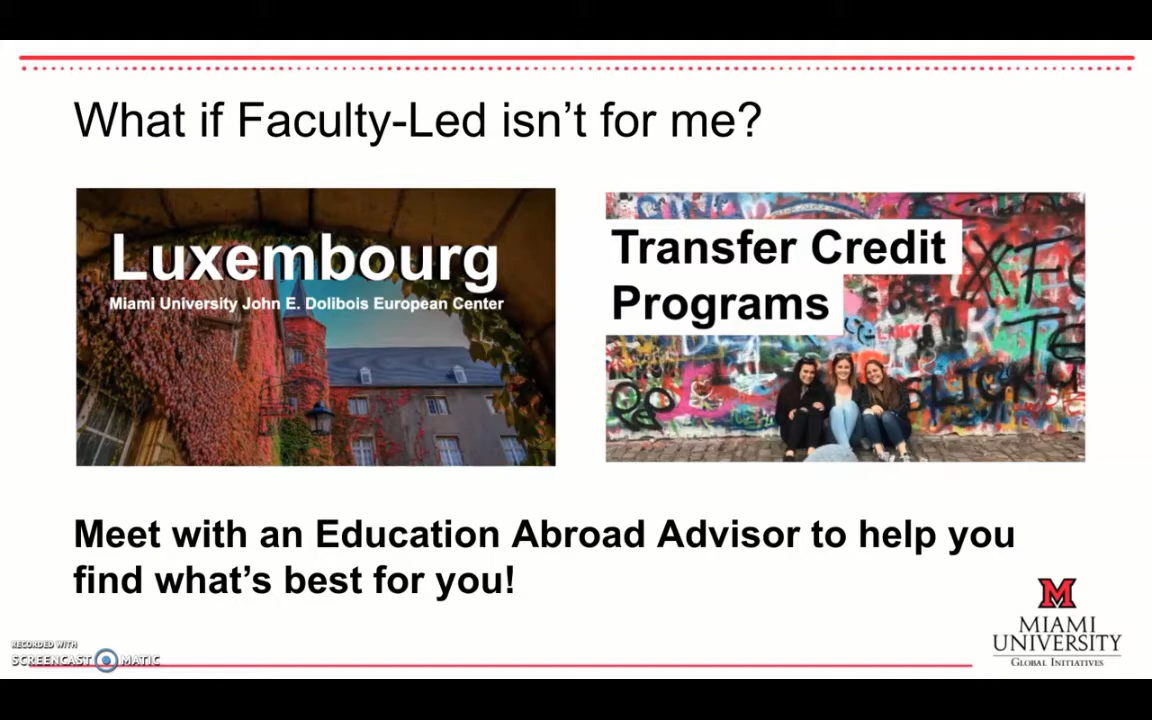 What if Faculty-Led isn't for me?
Luxembourg
Miami University John E. Dolibois European Center
Transfer Credit
Programs
Meet with an Education Abroad Advisor to help you
find what's best for you!
M
MIAMI
UNIVERSITY
GLOBAL INITIATIVES
RECORDED WITH
SCREENCAST MATIC